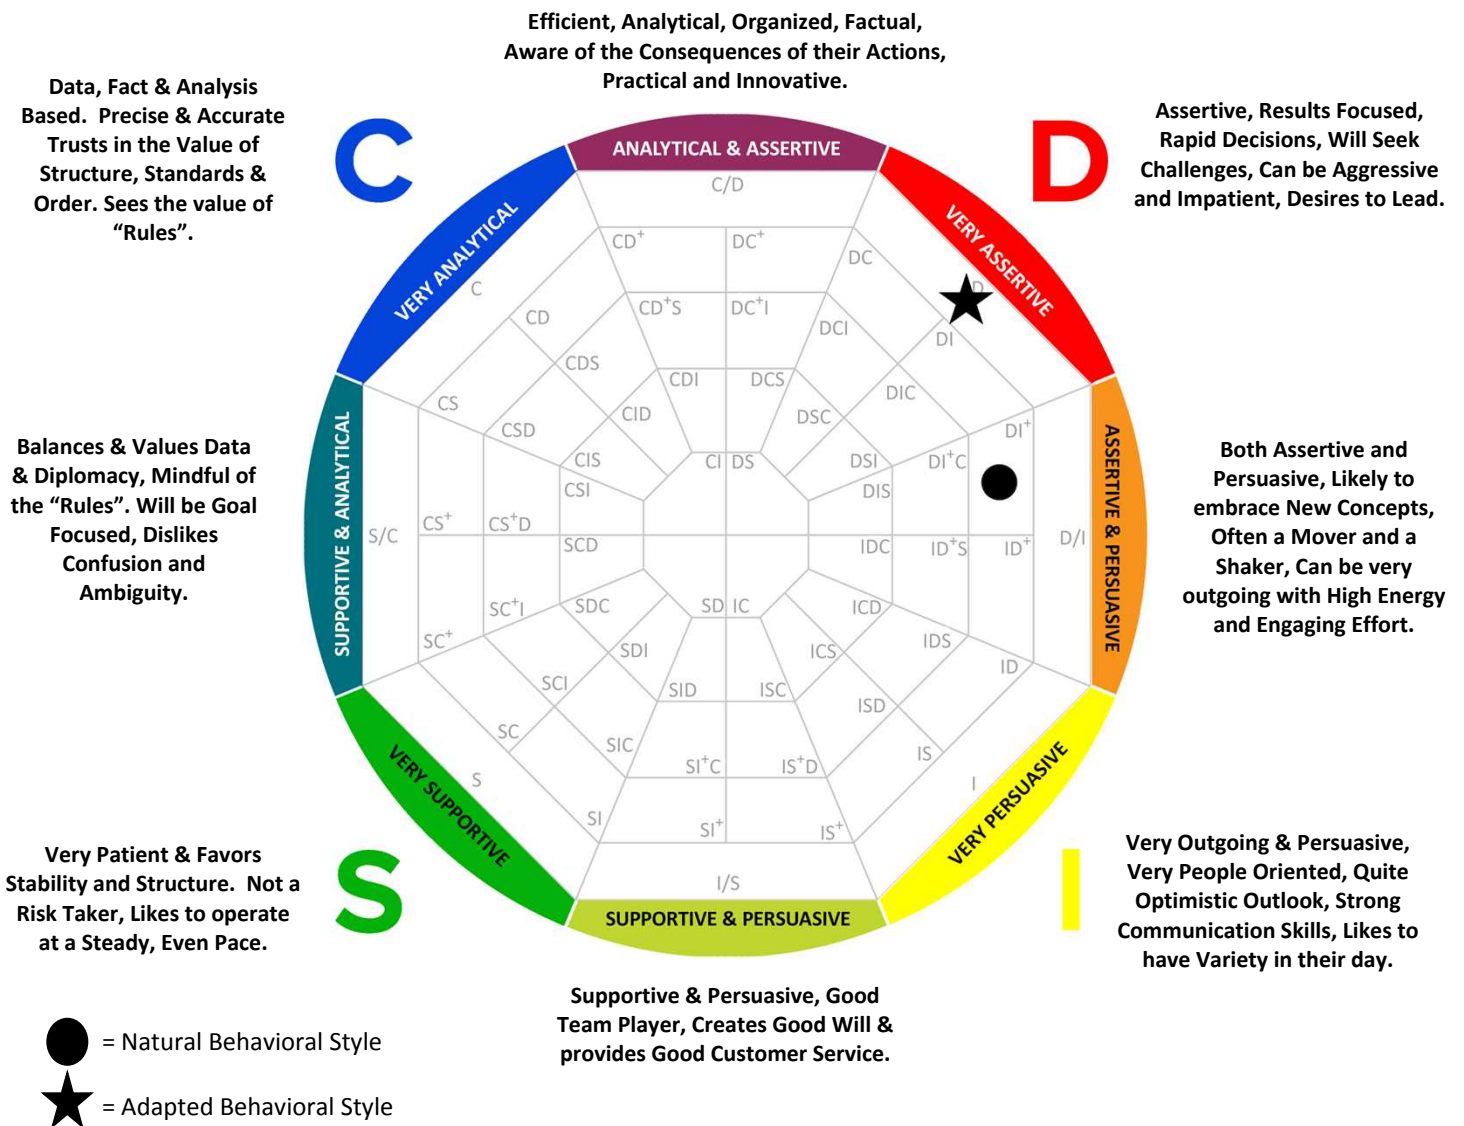 Efficient, Analytical, Organized, Factual,
Aware of the Consequences of their Actions,
Practical and Innovative.
Data, Fact & Analysis
Based.  Precise & Accurate
Trusts in the Value of
Structure, Standards &
Order. Sees the value of
“Rules”.
C
D
Assertive, Results Focused,
Rapid Decisions, Will Seek
Challenges, Can be Aggressive
and Impatient, Desires to Lead.
ANALYTICAL & ASSERTIVE
VERY ANALYTICAL
VERY ASSERTIVE
C/D
CD⁺
DC⁺
DC
C
D
CD
CD⁺S
DC⁺I
DCI
DI
CDS
CDI
DCS
DIC
CS
CID
DSC
CSD
DI⁺
CIS
CI
DS
DSI
DI⁺C
CSI
DIS
Balances & Values Data
& Diplomacy, Mindful of
the “Rules”. Will be Goal
Focused, Dislikes
Confusion and
Ambiguity.
SUPPORTIVE & ANALYTICAL
S/C
CS⁺
CS⁺D
SCD
IDC
ID⁺S
ID⁺
D/I
ASSERTIVE & PERSUASIVE
Both Assertive and
Persuasive, Likely to
embrace New Concepts,
Often a Mover and a
Shaker, Can be very
outgoing with High Energy
and Engaging Effort.
SC⁺I
SDC
SD
IC
ICD
SC⁺
SDI
ICS
IDS
ID
SCI
SID
ISC
ISD
SC
SIC
IS
SI⁺C
IS⁺D
S
I
SI
SI⁺
IS⁺
I/S
VERY SUPPORTIVE
VERY PERSUASIVE
SUPPORTIVE & PERSUASIVE
Very Patient & Favors
Stability and Structure.  Not a
Risk Taker, Likes to operate
at a Steady, Even Pace.
S
I
Very Outgoing & Persuasive,
Very People Oriented, Quite
Optimistic Outlook, Strong
Communication Skills, Likes to
have Variety in their day.
Supportive & Persuasive, Good
Team Player, Creates Good Will &
provides Good Customer Service.
= Natural Behavioral Style
= Adapted Behavioral Style